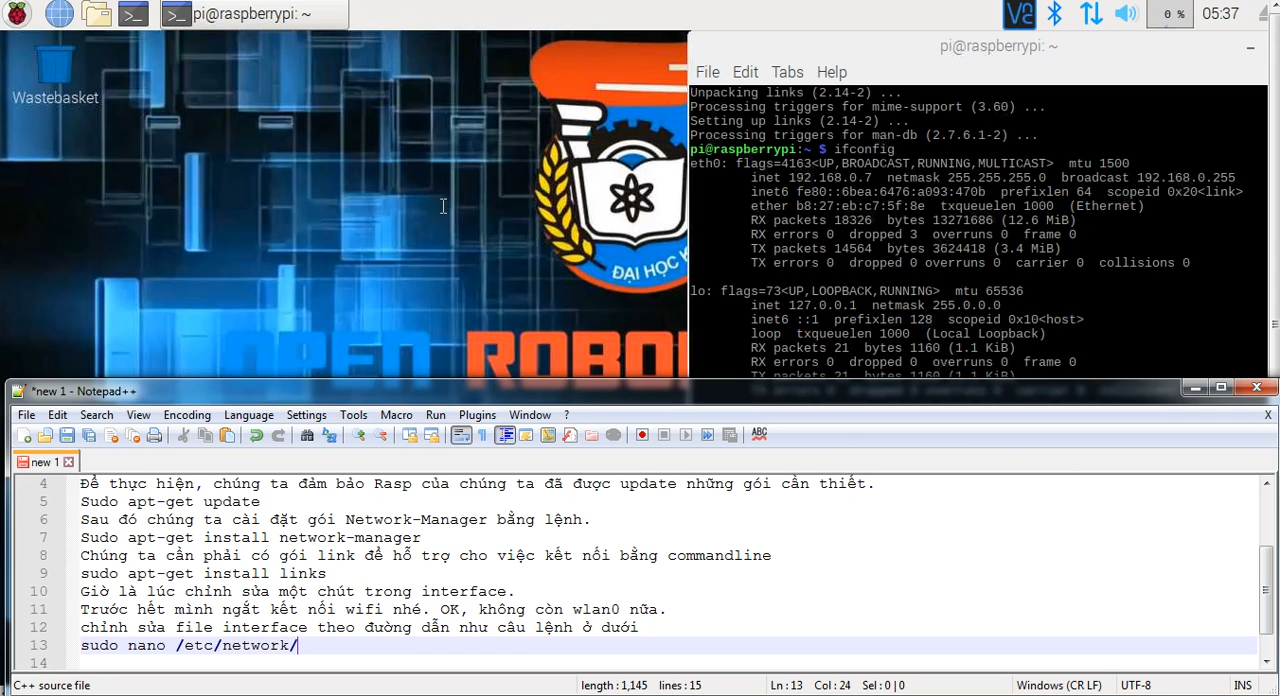 pi@raspberrypi: ~
0 %
05:37
Wastebasket
ĐẠI HỌC K
OPEN ROBO
pi@raspberrypi: ~
File Edit Tabs Help
Unpacking links (2.14-2) ...
Processing triggers for mime-support (3.60) ...
Setting up links (2.14-2) ...
Processing triggers for man-db (2.7.6.1-2) ...
pi@raspberrypi:~ $ ifconfig
eth0: flags=4163<UP,BROADCAST,RUNNING,MULTICAST>  mtu 1500
inet 192.168.0.7  netmask 255.255.255.0  broadcast 192.168.0.255
inet6 fe80::6bea:6476:a093:470b  prefixlen 64  scopeid 0x20<link>
ether b8:27:eb:c7:5f:8e  txqueuelen 1000  (Ethernet)
RX packets 18326  bytes 13271686 (12.6 MiB)
RX errors 0  dropped 3  overruns 0  frame 0
TX packets 14564  bytes 3624418 (3.4 MiB)
TX errors 0  dropped 0 overruns 0  carrier 0  collisions 0
lo: flags=73<UP,LOOPBACK,RUNNING>  mtu 65536
inet 127.0.0.1  netmask 255.0.0.0
inet6 ::1  prefixlen 128  scopeid 0x10<host>
loop  txqueuelen 1000  (Local Loopback)
RX packets 21  bytes 1160 (1.1 KiB)
RX errors 0  dropped 0  overruns 0  frame 0
TX packets 21  bytes 1160 (1.1 KiB)
*new 1 - Notepad++
File Edit Search View Encoding Language Settings Tools Macro Run Plugins Window ? X
new 1
4 Để thực hiện, chúng ta đảm bảo Rasp của chúng ta đã được update những gói cần thiết.
5 Sudo apt-get update
6 Sau đó chúng ta cài đặt gói Network-Manager bằng lệnh.
7 Sudo apt-get install network-manager
8 Chúng ta cần phải có gói link để hỗ trợ cho việc kết nối bằng commandline
9 sudo apt-get install links
10 Giờ là lúc chỉnh sửa một chút trong interface.
11 Trước hết mình ngắt kết nối wifi nhé. OK, không còn wlan0 nữa.
12 chỉnh sửa file interface theo đường dẫn như câu lệnh ở dưới
13 sudo nano /etc/network/
14
C++ source file length : 1,145 lines : 15 Ln : 13 Col : 24 Sel : 0 | 0 Windows (CR LF) UTF-8 INS